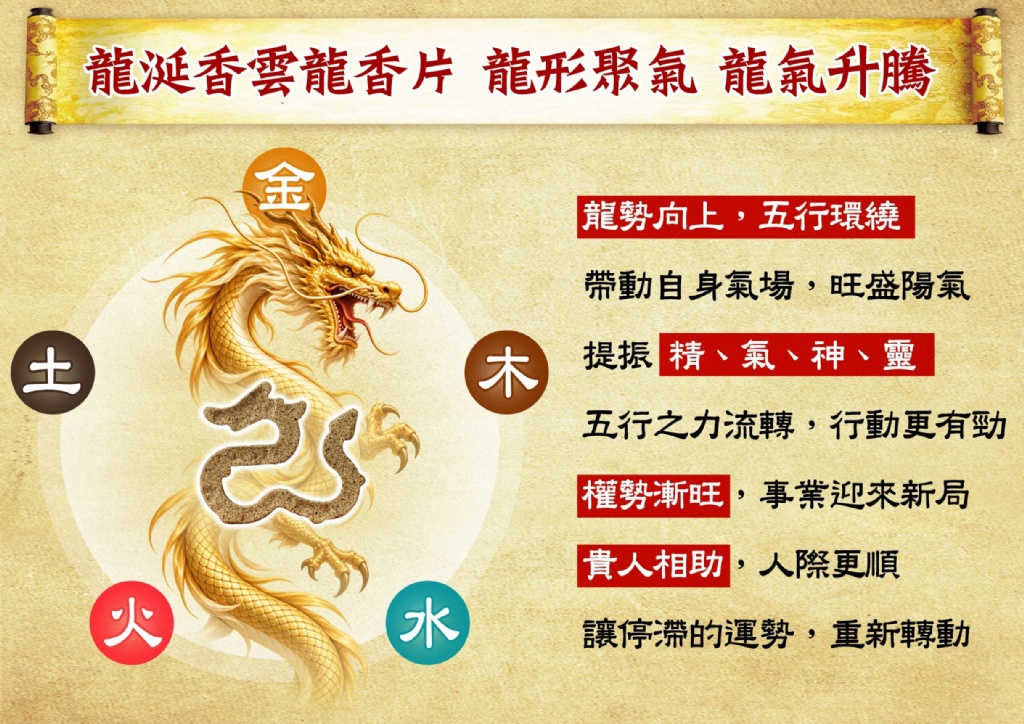 龍涎香雲龍香片 龍形聚氣 龍氣升騰
金
土
木
火
水
龍勢向上，五行環繞
帶動自身氣場，旺盛陽氣
提振 精、氣、神、靈
五行之力流轉，行動更有勁
權勢漸旺，事業迎來新局
貴人相助，人際更順
讓停滯的運勢，重新轉動